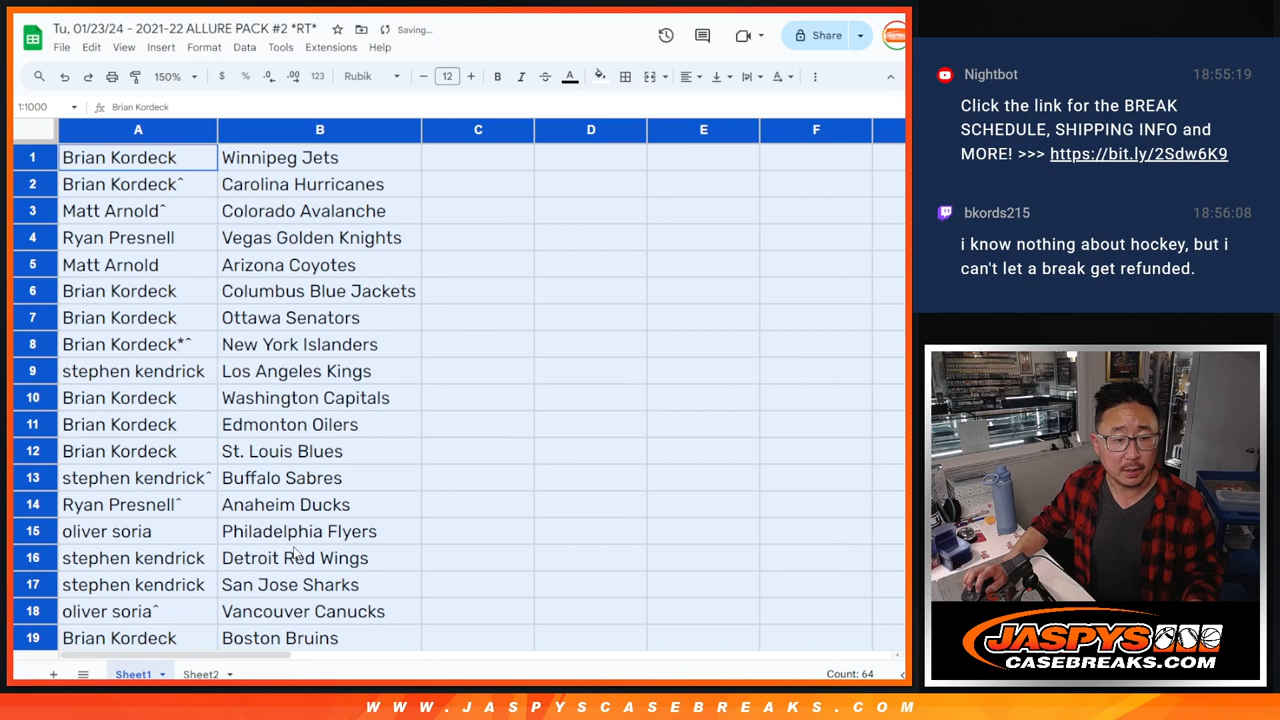 Tu, 01/23/24 - 2021-22 ALLURE PACK #2 *RT* Saving...
File Edit View Insert Format Data Tools Extensions Help
Share
150% $ % .0 .00 123 Rubik 12 B I A
1:1000 fx Brian Kordeck
A B C D E F
1 Brian Kordeck Winnipeg Jets
2 Brian Kordeck^ Carolina Hurricanes
3 Matt Arnold^ Colorado Avalanche
4 Ryan Presnell Vegas Golden Knights
5 Matt Arnold Arizona Coyotes
6 Brian Kordeck Columbus Blue Jackets
7 Brian Kordeck Ottawa Senators
8 Brian Kordeck*^ New York Islanders
9 stephen kendrick Los Angeles Kings
10 Brian Kordeck Washington Capitals
11 Brian Kordeck Edmonton Oilers
12 Brian Kordeck St. Louis Blues
13 stephen kendrick^ Buffalo Sabres
14 Ryan Presnell^ Anaheim Ducks
15 oliver soria Philadelphia Flyers
16 stephen kendrick Detroit Red Wings
17 stephen kendrick San Jose Sharks
18 oliver soria^ Vancouver Canucks
19 Brian Kordeck Boston Bruins
Sheet1 Sheet2 Count: 64
Nightbot 18:55:19
Click the link for the BREAK
SCHEDULE, SHIPPING INFO and
MORE! >>> https://bit.ly/2Sdw6K9
bkords215 18:56:08
i know nothing about hockey, but i
can't let a break get refunded.
JASPYS
CASEBREAKS.COM
WWW.JASPYSCASEBREAKS.COM